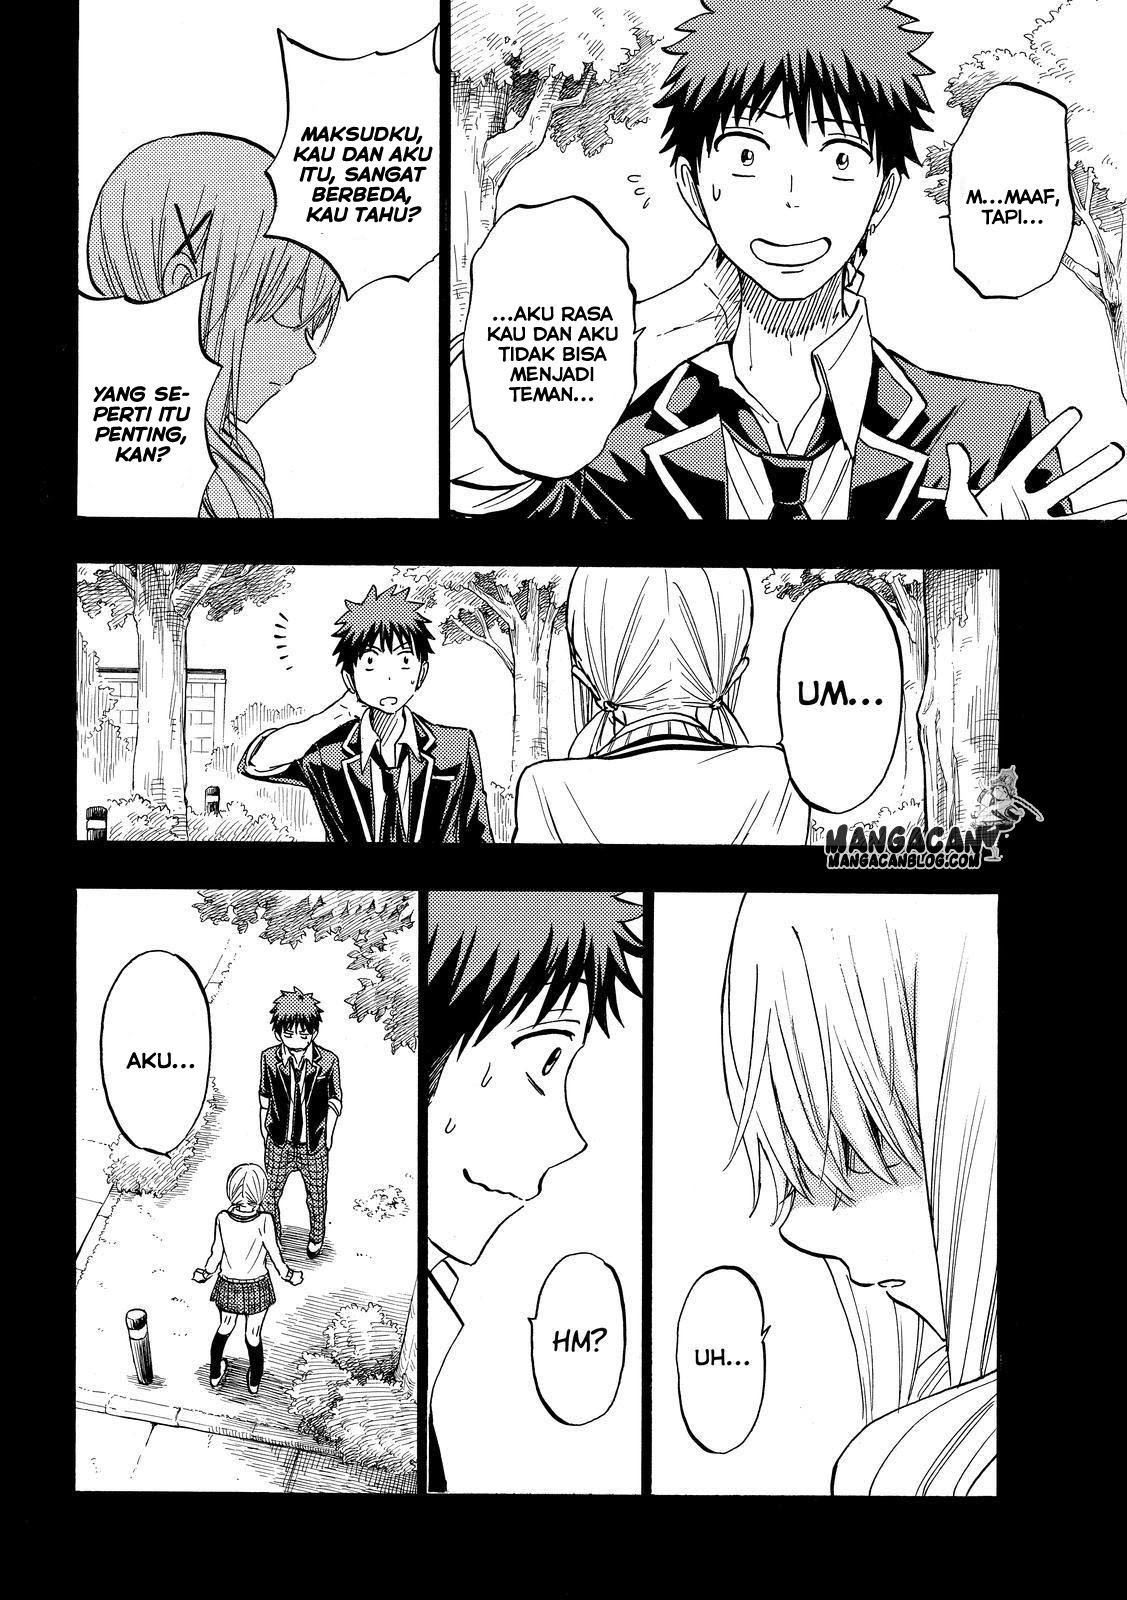 M...MAAF,
TAPI...
...AKU RASA
KAU DAN AKU
TIDAK BISA
MENJADI
TEMAN...
MAKSUDKU,
KAU DAN AKU
ITU, SANGAT
BERBEDA,
KAU TAHU?
YANG SE-
PERTI ITU
PENTING,
KAN?
UM...
MANGACAN
MANGACANBLOG.COM
UH...
HM?
AKU...